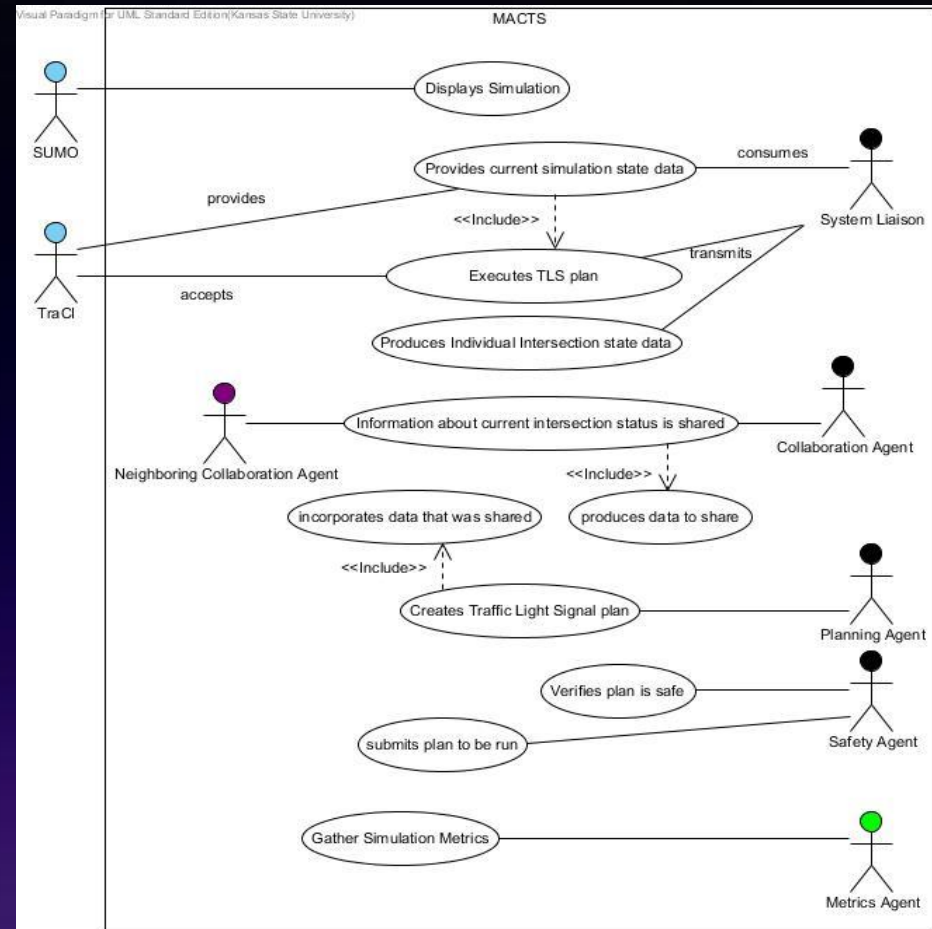 Visual Paradigm for UML Standard Edition(Kansas State University)
MACTS
Displays Simulation
SUMO
consumes
Provides current simulation state data
provides
System Liaison
<<Include>>
transmits
Executes TLS plan
accepts
TraCI
Produces Individual Intersection state data
Information about current intersection status is shared
Collaboration Agent
Neighboring Collaboration Agent
<<Include>>
incorporates data that was shared
produces data to share
<<Include>>
Creates Traffic Light Signal plan
Planning Agent
Verifies plan is safe
submits plan to be run
Safety Agent
Gather Simulation Metrics
Metrics Agent